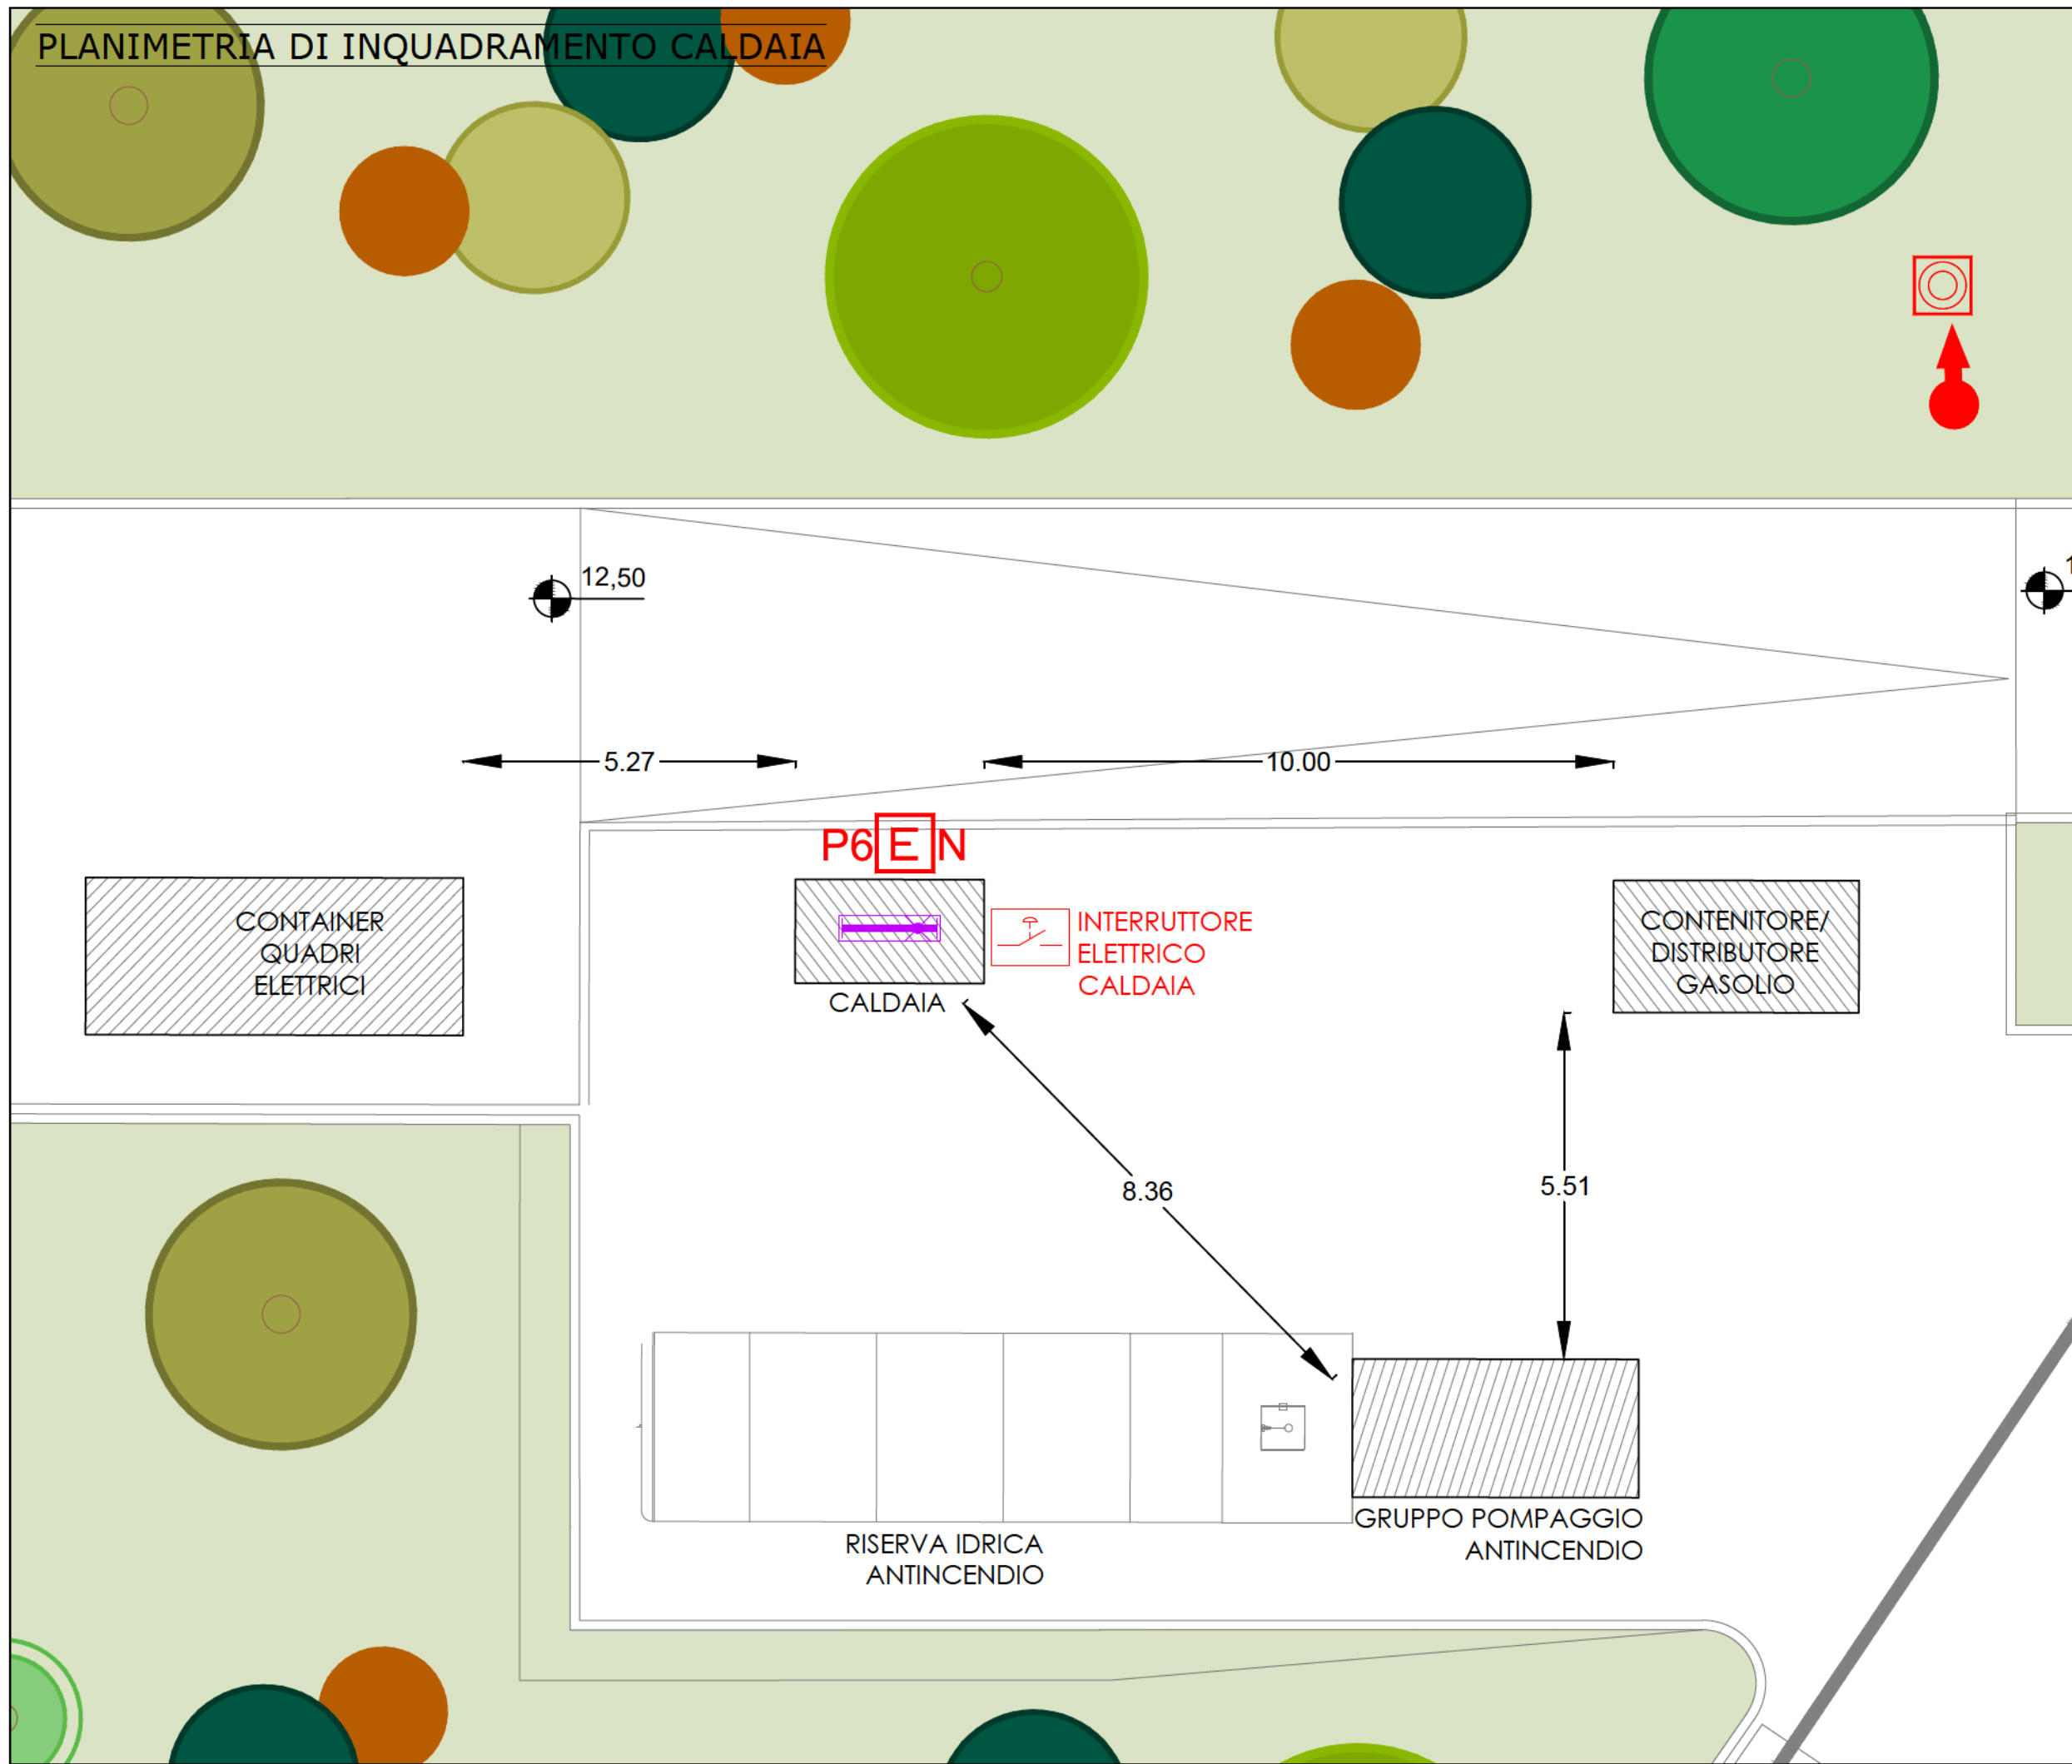 PLANIMETRIA DI INQUADRAMENTO CALDAIA
12,50
5.27
10.00
P6 E N
CONTAINER
QUADRI
ELETTRICI
INTERRUTTORE
ELETTRICO
CALDAIA
CALDAIA
CONTENITORE/
DISTRIBUTORE
GASOLIO
8.36
5.51
RISERVA IDRICA
ANTINCENDIO
GRUPPO POMPAGGIO
ANTINCENDIO